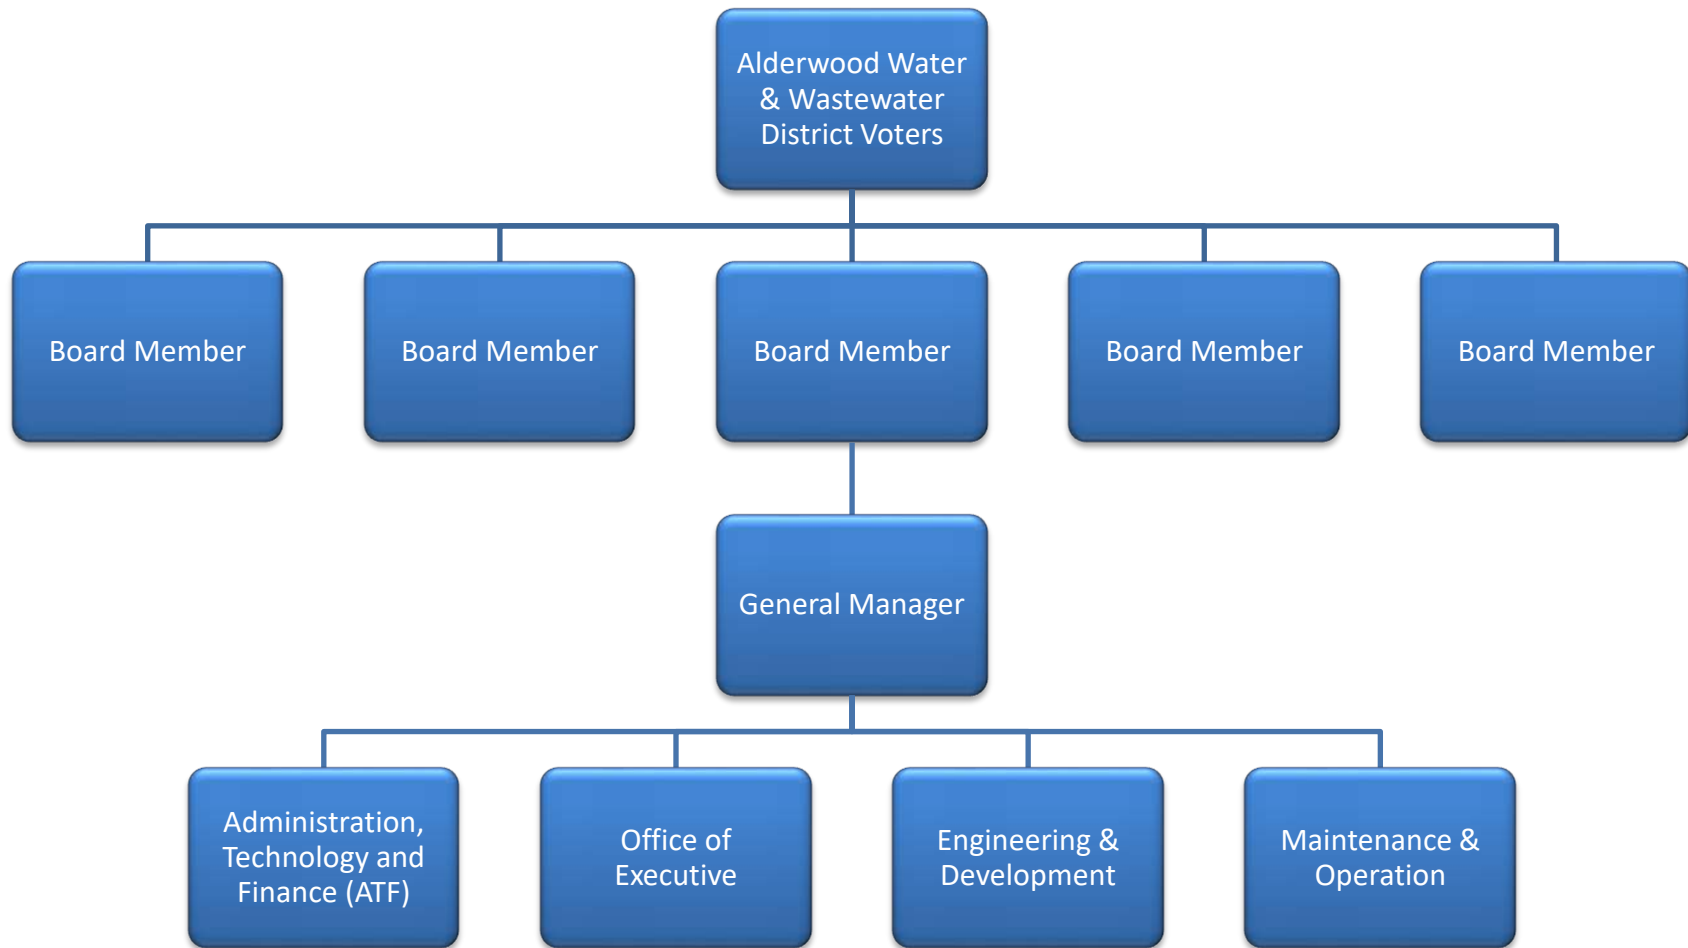 Alderwood Water
& Wastewater
District Voters
Board Member
Board Member
Board Member
Board Member
Board Member
General Manager
Administration,
Technology and
Finance (ATF)
Office of
Executive
Engineering &
Development
Maintenance &
Operation